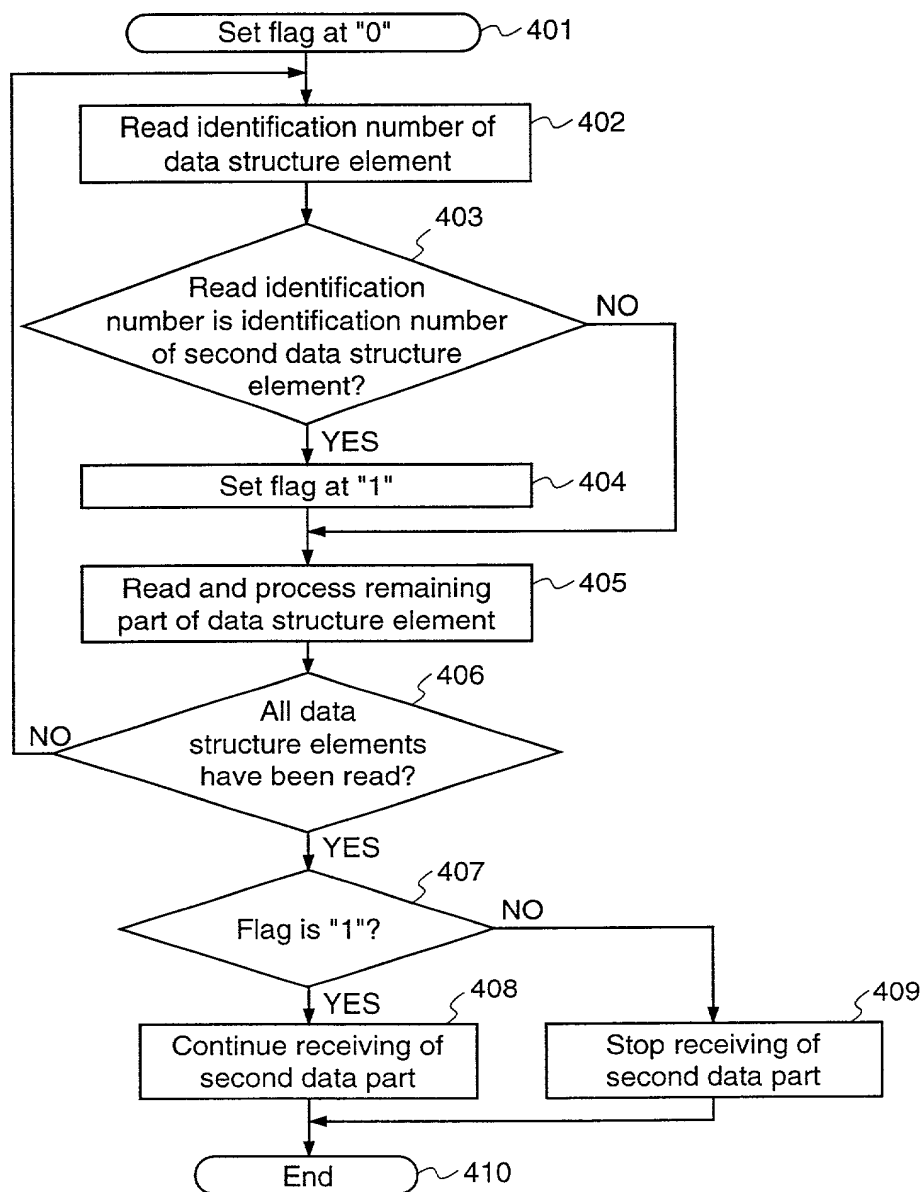 Set flag at "0"
401
Read identification number of
data structure element
402
403
Read identification
number is identification number
of second data structure
element?
NO
YES
Set flag at "1"
404
Read and process remaining
part of data structure element
405
406
All data
structure elements
have been read?
NO
YES
407
Flag is "1"?
NO
YES
408
Continue receiving of
second data part
409
Stop receiving of
second data part
End
410